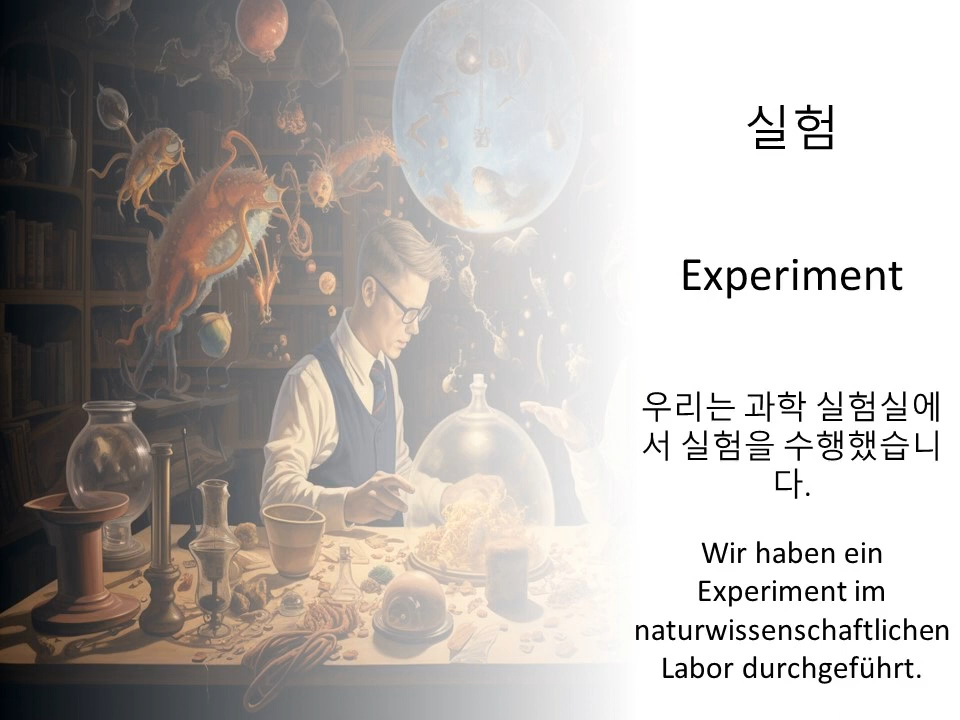 실험
Experiment
우리는 과학 실험실에
서 실험을 수행했습니
다.
Wir haben ein
Experiment im
naturwissenschaftlichen
Labor durchgeführt.